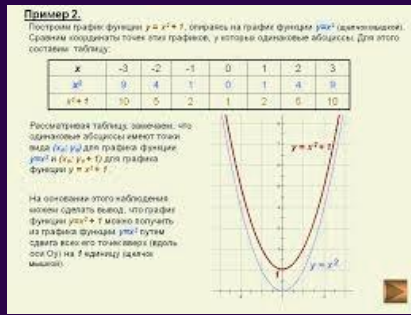 Пример 2.
Построим график функции y = x² + 1, опираясь на график функции y=x² (щелчок мышкой).
Сравним координаты точек этих графиков, у которых одинаковые абсциссы. Для этого
составим таблицу:
x -3 -2 -1 0 1 2 3
x² 9 4 1 0 1 4 9
x²+ 1 10 5 2 1 2 5 10
Рассматривая таблицу, замечаем, что
одинаковые абсциссы имеют точки
вида (x₀; y₀) для графика функции
y=x² и (x₀; y₀ + 1) для графика
функции y = x² + 1.
На основании этого наблюдения
можем сделать вывод, что график
функции y=x² + 1 можно получить
из графика функции y=x² путем
сдвига всех его точек вверх (вдоль
оси Oy) на 1 единицу (щелчок
мышкой).
y = x² + 1
1
y = x²